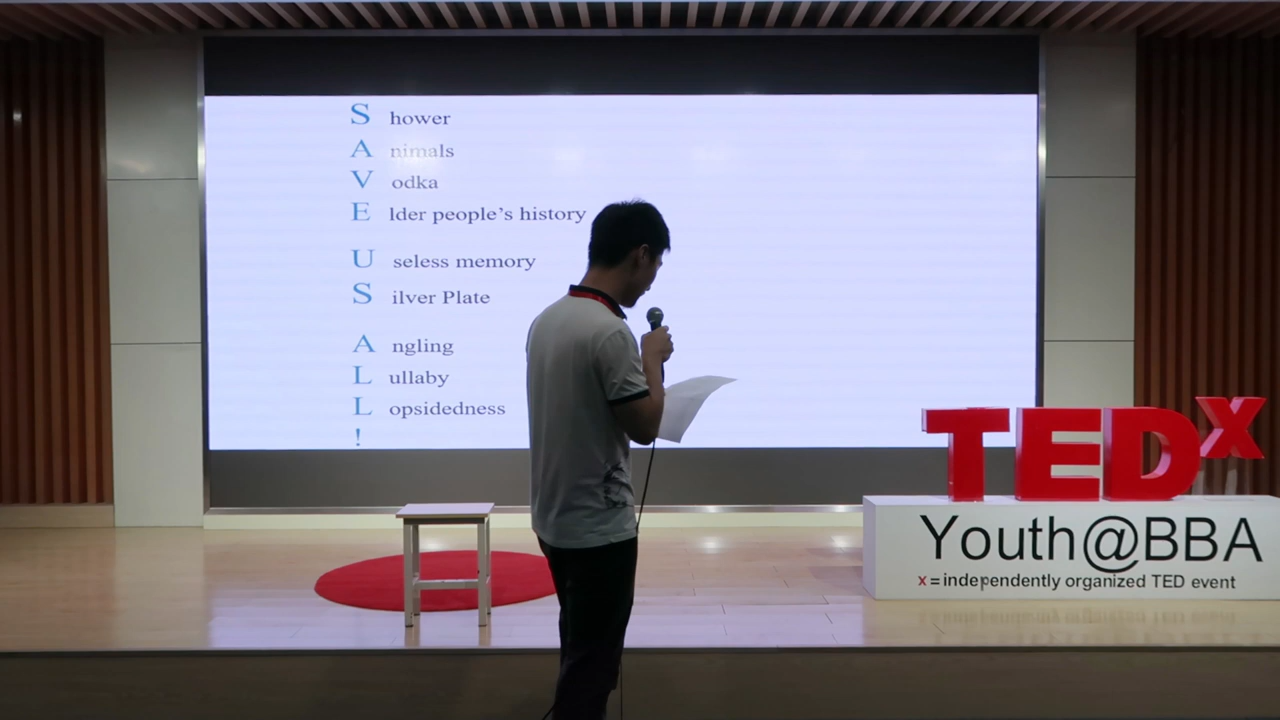 S hower
A nimals
V odka
E lder people’s history
U seless memory
S ilver Plate
A ngling
L ullaby
L opsidedness
!
TEDx
Youth@BBA
x = independently organized TED event